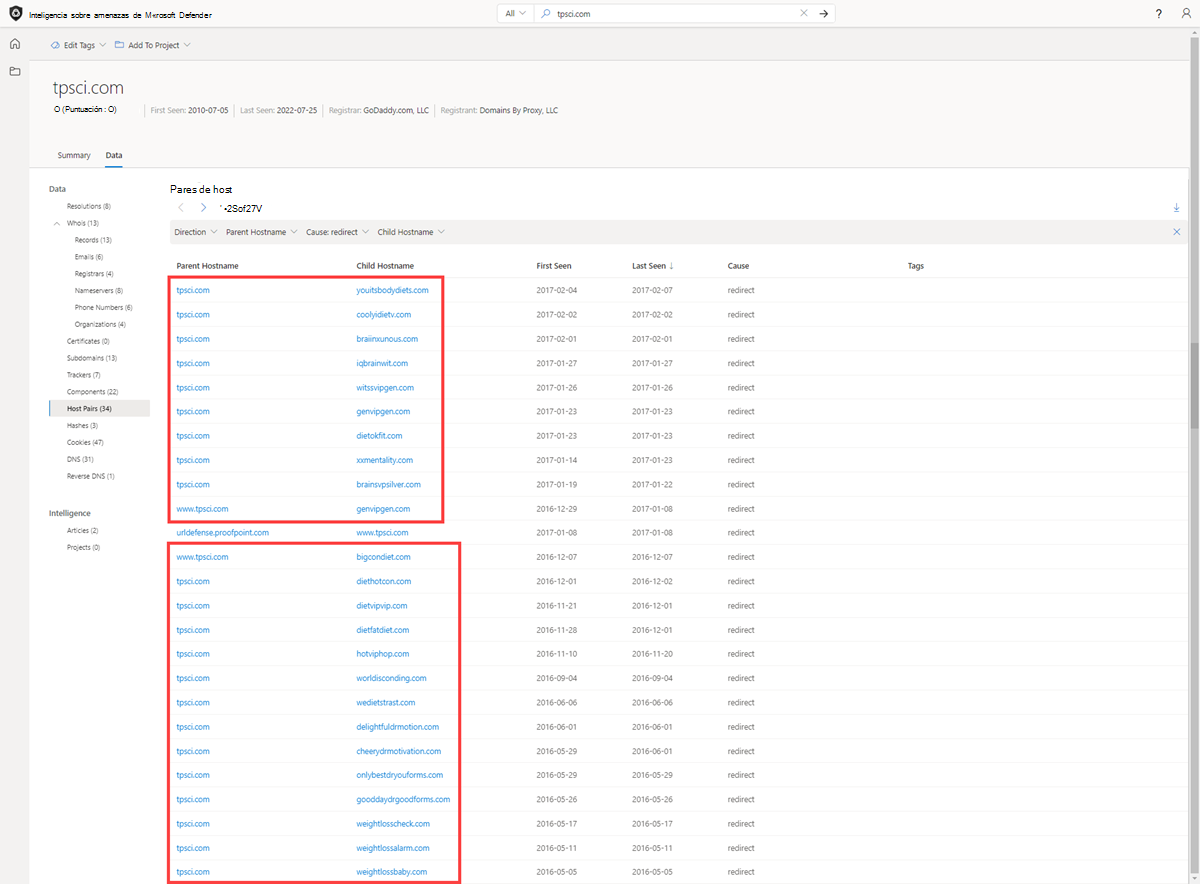 Inteligencia sobre amenazas de Microsoft Defender All tpsci.com ?
Edit Tags Add To Project
tpsci.com
O (Puntuación : O) First Seen: 2010-07-05 Last Seen: 2022-07-25 Registrar: GoDaddy.com, LLC Registrant: Domains By Proxy, LLC
Summary Data
Data
Resolutions (8)
Whois (13)
Records (13)
Emails (6)
Registrars (4)
Nameservers (8)
Phone Numbers (6)
Organizations (4)
Certificates (0)
Subdomains (13)
Trackers (7)
Components (22)
Host Pairs (34)
Hashes (3)
Cookies (47)
DNS (31)
Reverse DNS (1)
Intelligence
Articles (2)
Projects (0)
Pares de host
' •2Sof27V
Direction Parent Hostname Cause: redirect Child Hostname
Parent Hostname Child Hostname First Seen Last Seen ↓ Cause Tags
tpsci.com youitsbodydiets.com 2017-02-04 2017-02-07 redirect
tpsci.com coolyidietv.com 2017-02-02 2017-02-02 redirect
tpsci.com braiinxunous.com 2017-02-01 2017-02-01 redirect
tpsci.com iqbrainwit.com 2017-01-27 2017-01-27 redirect
tpsci.com witssvipgen.com 2017-01-26 2017-01-26 redirect
tpsci.com genvipgen.com 2017-01-23 2017-01-23 redirect
tpsci.com dietokfit.com 2017-01-23 2017-01-23 redirect
tpsci.com xxmentality.com 2017-01-14 2017-01-23 redirect
tpsci.com brainsvpsilver.com 2017-01-19 2017-01-22 redirect
www.tpsci.com genvipgen.com 2016-12-29 2017-01-08 redirect
urldefense.proofpoint.com www.tpsci.com 2017-01-08 2017-01-08 redirect
www.tpsci.com bigcondiet.com 2016-12-07 2016-12-07 redirect
tpsci.com diethotcon.com 2016-12-01 2016-12-02 redirect
tpsci.com dietvipvip.com 2016-11-21 2016-12-01 redirect
tpsci.com dietfatdiet.com 2016-11-28 2016-12-01 redirect
tpsci.com hotviphop.com 2016-11-10 2016-11-20 redirect
tpsci.com worldisconding.com 2016-09-04 2016-09-04 redirect
tpsci.com wedietstrast.com 2016-06-06 2016-06-06 redirect
tpsci.com delightfuldrmotion.com 2016-06-01 2016-06-01 redirect
tpsci.com cheerydrmotivation.com 2016-05-29 2016-06-01 redirect
tpsci.com onlybestdryouforms.com 2016-05-29 2016-05-29 redirect
tpsci.com gooddaydrgoodforms.com 2016-05-26 2016-05-26 redirect
tpsci.com weightlosscheck.com 2016-05-17 2016-05-17 redirect
tpsci.com weightlossalarm.com 2016-05-11 2016-05-11 redirect
tpsci.com weightlossbaby.com 2016-05-05 2016-05-05 redirect